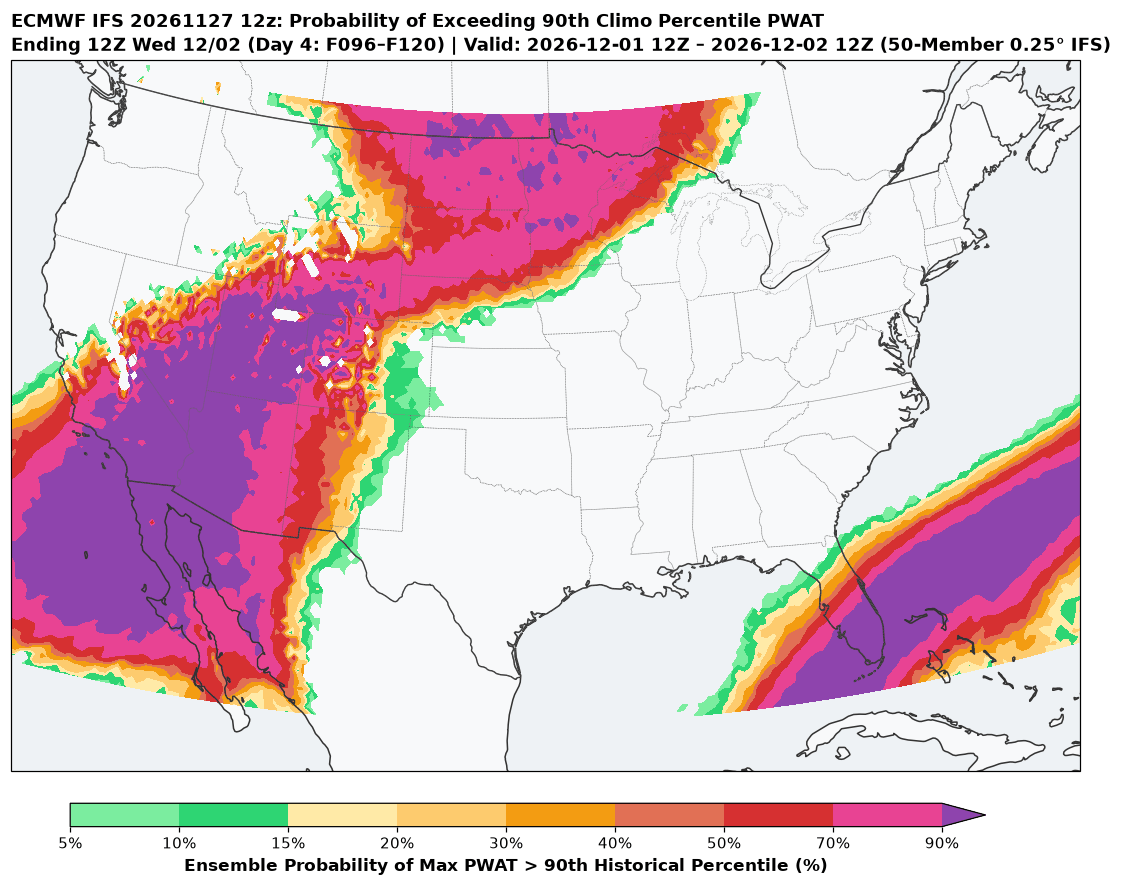 ECMWF IFS 20261127 12z: Probability of Exceeding 90th Climo Percentile PWAT
Ending 12Z Wed 12/02 (Day 4: F096–F120) | Valid: 2026-12-01 12Z – 2026-12-02 12Z (50-Member 0.25° IFS)
5% 10% 15% 20% 30% 40% 50% 70% 90%
Ensemble Probability of Max PWAT > 90th Historical Percentile (%)